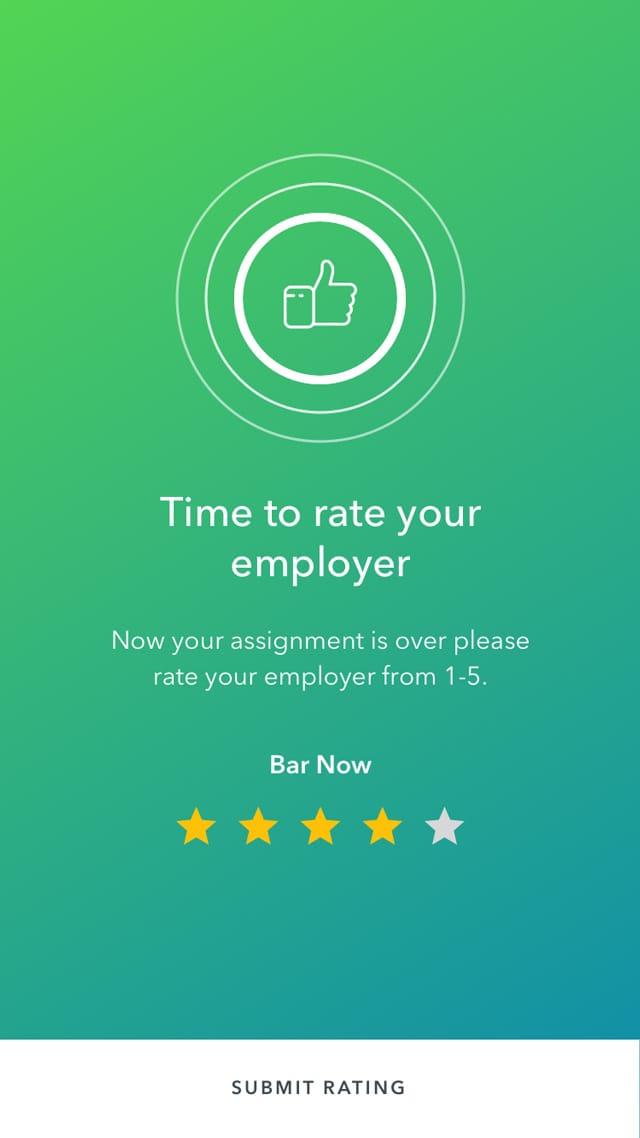 Time to rate your
employer
Now your assignment is over please
rate your employer from 1-5.
Bar Now
SUBMIT RATING